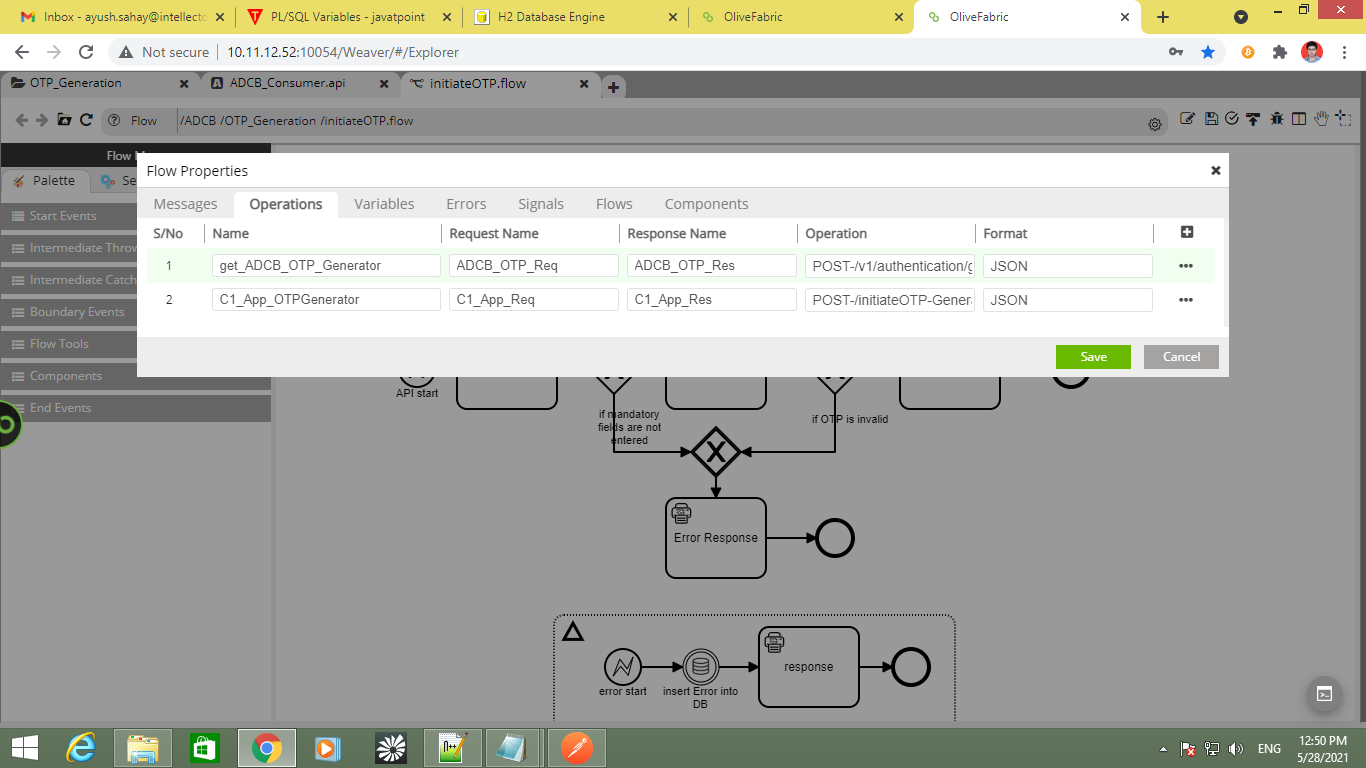 Inbox - ayush.sahay@intellect
PL/SQL Variables - javatpoint
H2 Database Engine
OliveFabric
OliveFabric
Not secure 10.11.12.52:10054/Weaver/#/Explorer
OTP_Generation
ADCB_Consumer.api
initiateOTP.flow
Flow /ADCB /OTP_Generation /initiateOTP.flow
Flow
Palette
Start Events
Intermediate Throw
Intermediate Catch
Boundary Events
Flow Tools
Components
End Events
Flow Properties
Messages Operations Variables Errors Signals Flows Components
S/No Name Request Name Response Name Operation Format
1 get_ADCB_OTP_Generator ADCB_OTP_Req ADCB_OTP_Res POST-/v1/authentication/g JSON
2 C1_App_OTPGenerator C1_App_Req C1_App_Res POST-/initiateOTP-Gener JSON
Save Cancel
API start
if mandatory
fields are not
entered
if OTP is invalid
Error Response
error start
insert Error into
DB
response
N++
ENG
12:50 PM
5/28/2021